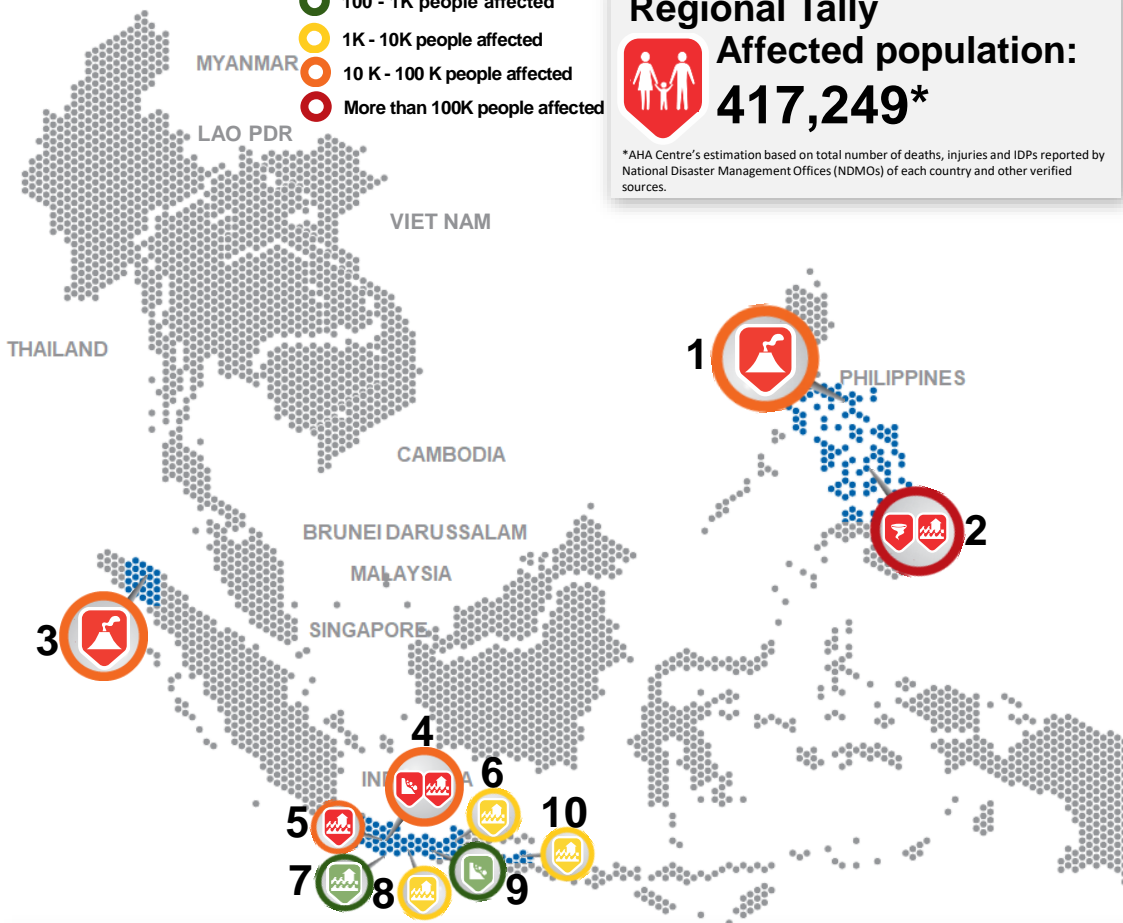 100 - 1K people affected
1K - 10K people affected
10 K - 100 K people affected
More than 100K people affected
Regional Tally
Affected population:
417,249*
*AHA Centre's estimation based on total number of deaths, injuries and IDPs reported by
National Disaster Management Offices (NDMOs) of each country and other verified
sources.
MYANMAR
LAO PDR
VIET NAM
THAILAND
1
PHILIPPINES
CAMBODIA
BRUNEI DARUSSALAM
2
MALAYSIA
SINGAPORE
3
4
6
5
10
7
8
9